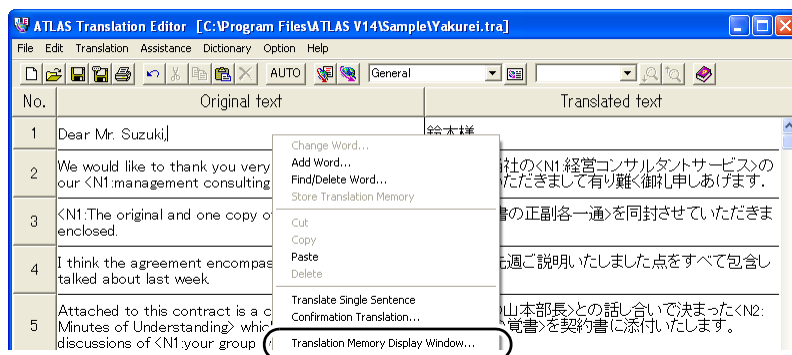 ATLAS Translation Editor [C:\Program Files\ATLAS V14\Sample\Yakurei.tra]
File Edit Translation Assistance Dictionary Option Help
AUTO General
No. Original text Translated text
1 Dear Mr. Suzuki, 鈴木様
Change Word...
Add Word...
Find/Delete Word...
Store Translation Memory
Cut
Copy
Paste
Delete
Translate Single Sentence
Confirmation Translation...
Translation Memory Display Window...
2 We would like to thank you very
our <N1:management consulting
社の<N1:経営コンサルタントサービス>の
ただきまして有り難く御礼申しあげます.
3 <N1:The original and one copy o
enclosed.
書の正副各一通>を同封させていただきま
4 I think the agreement encompas
talked about last week.
先週ご説明いたしました点をすべて包含し
5 Attached to this contract is a c
Minutes of Understanding> whic
discussions of <N1:your group
山本部長>との話し合いで決まった<N2:
覚書>を契約書に添付いたします。